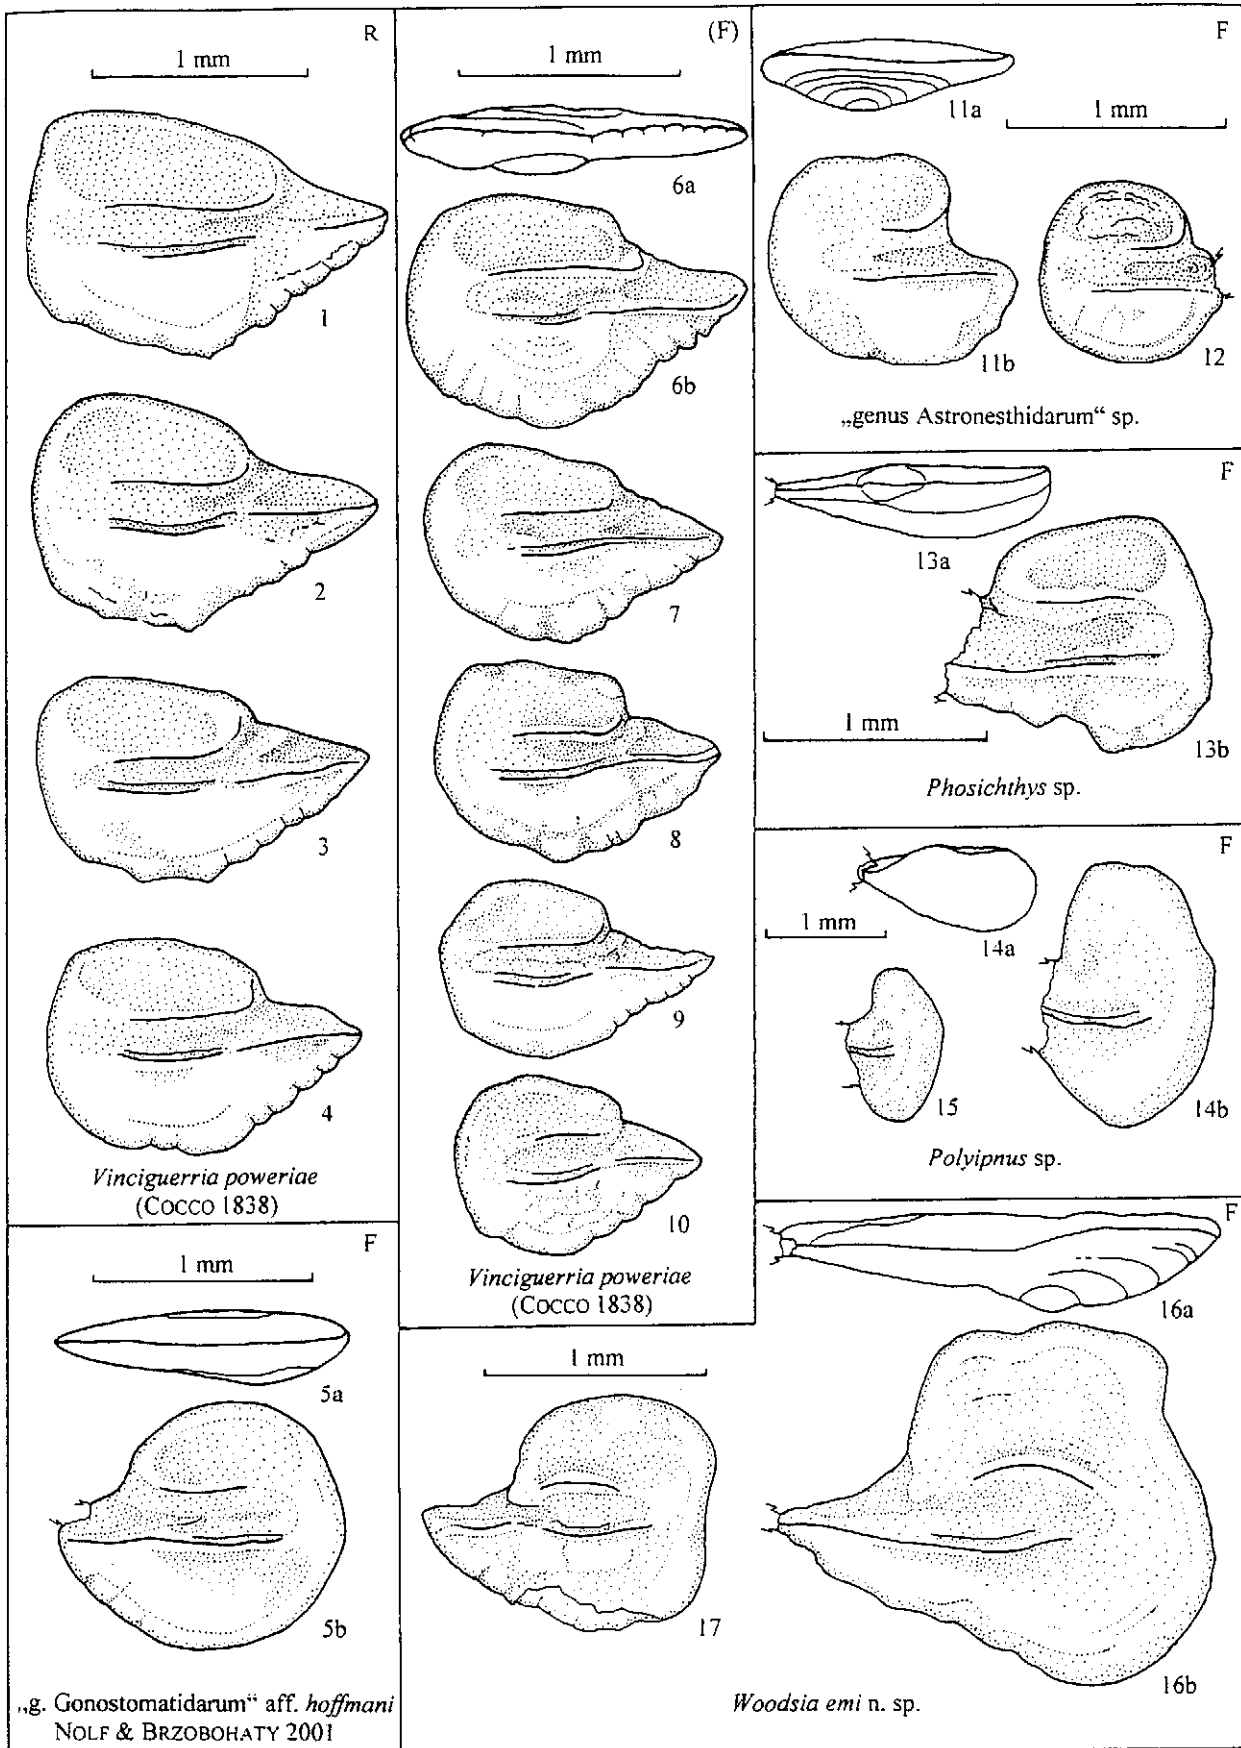 R
1 mm
1
2
3
4
Vinciguerria poweriae
(COCCO 1838)
F
1 mm
5a
5b
„g. Gonostomatidarum“ aff. hoffmani
NOLF & BRZOBOHATY 2001
(F)
1 mm
6a
6b
7
8
9
10
Vinciguerria poweriae
(COCCO 1838)
F
11a
1 mm
11b
12
„genus Astronesthidarum“ sp.
F
13a
1 mm
13b
Phosichthys sp.
F
14a
1 mm
15
14b
Polyipnus sp.
F
16a
1 mm
17
16b
Woodsia emi n. sp.